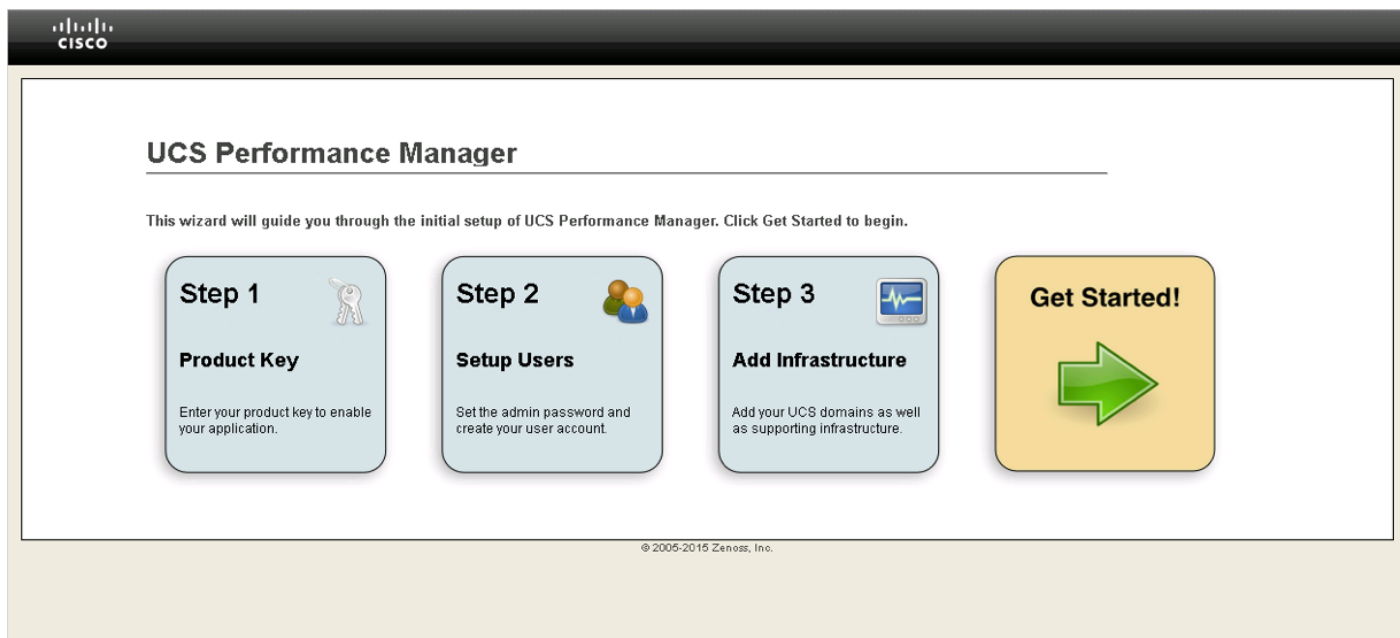 CISCO
UCS Performance Manager
This wizard will guide you through the initial setup of UCS Performance Manager. Click Get Started to begin.
Step 1
Product Key
Enter your product key to enable
your application.
Step 2
Setup Users
Set the admin password and
create your user account.
Step 3
Add Infrastructure
Add your UCS domains as well
as supporting infrastructure.
Get Started!
© 2005-2015 Zenoss, Inc.